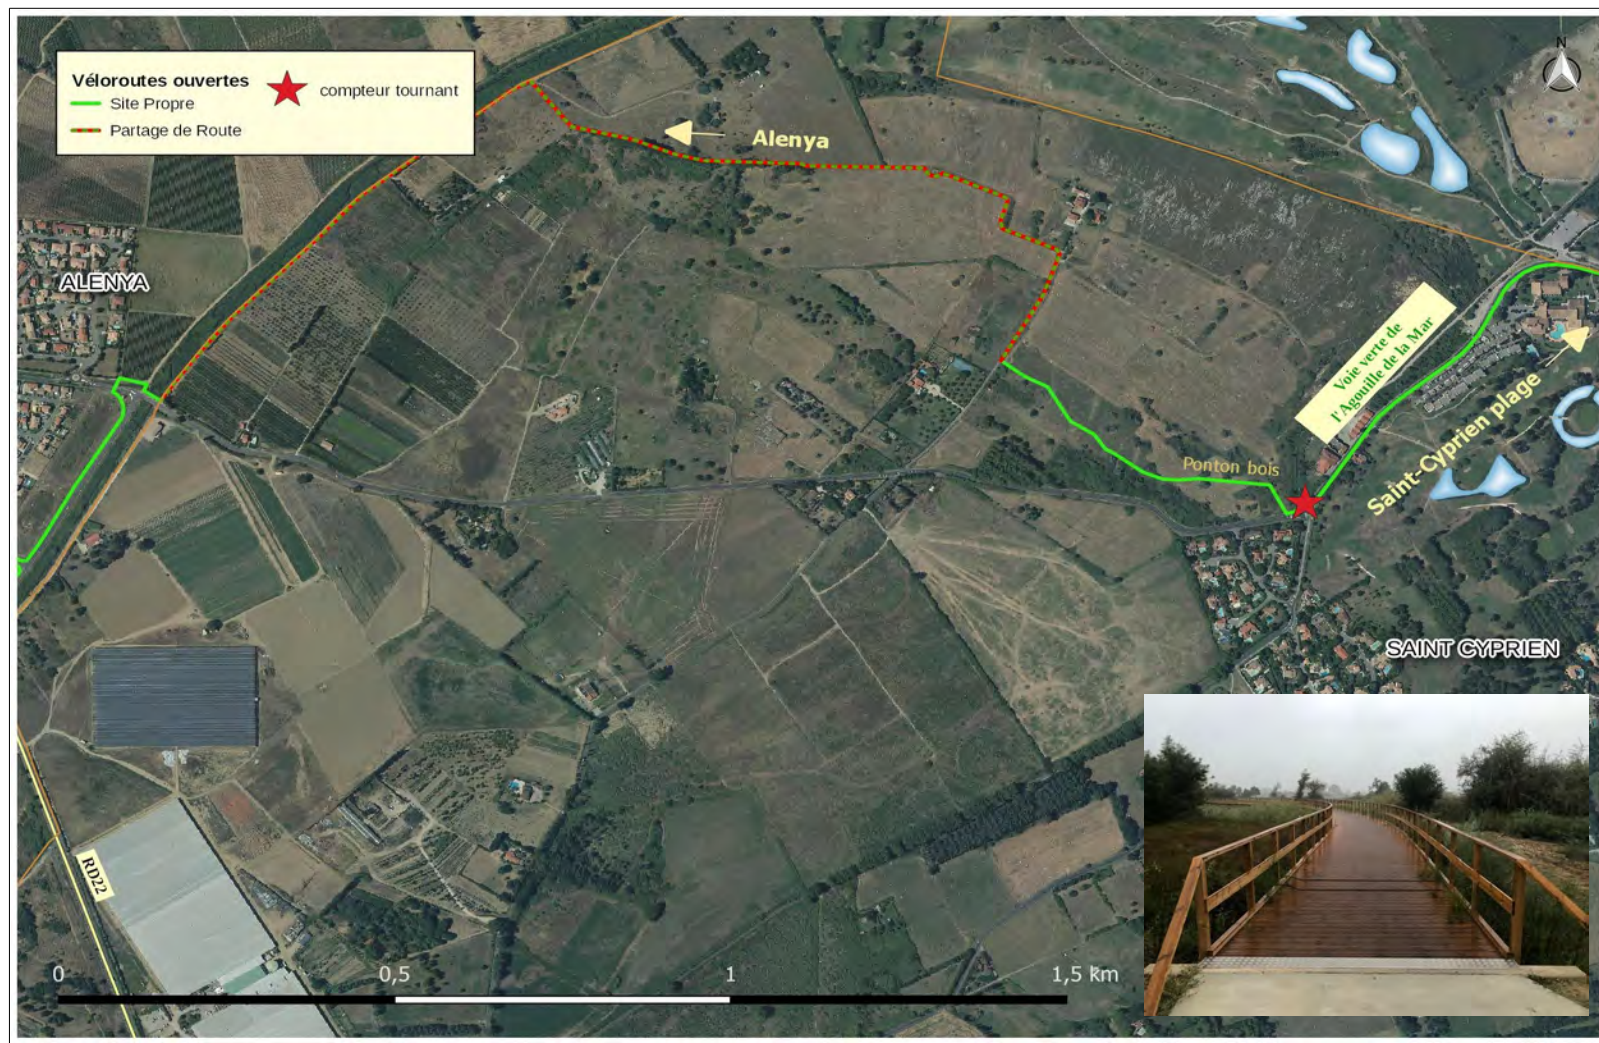 Véloroutes ouvertes
Site Propre
Partage de Route
compteur tournant
N
Alenya
ALENYA
Voie verte de
l'Agouille de la Mar
Saint-Cyprien plage
Ponton bois
SAINT CYPRIEN
RD22
0 0,5 1 1,5 km